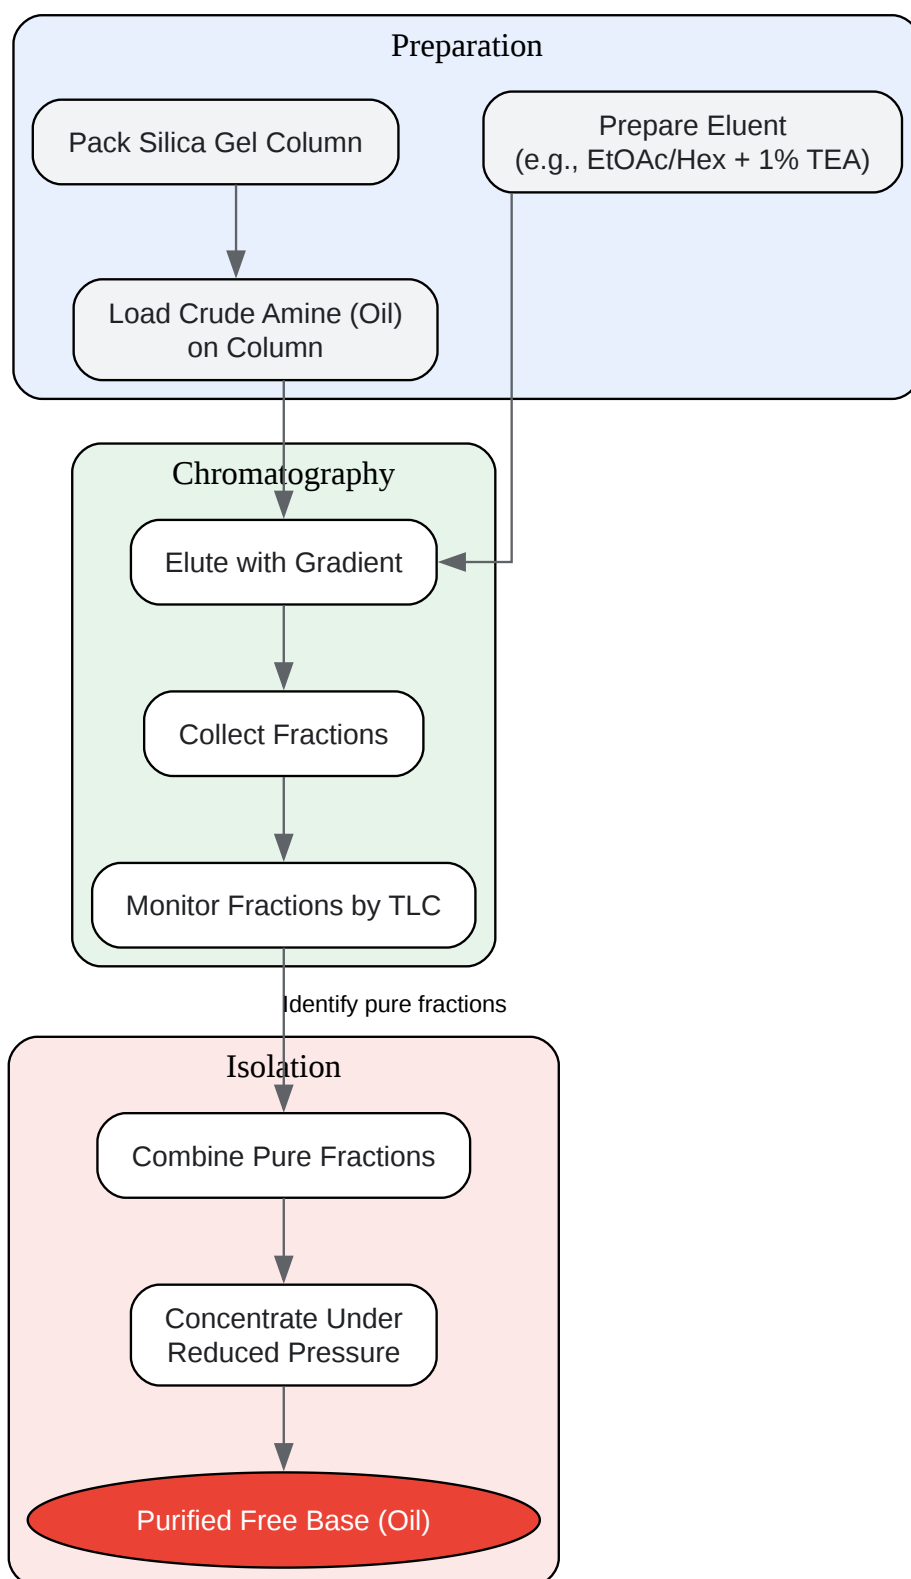 Preparation
Pack Silica Gel Column
Prepare Eluent
(e.g., EtOAc/Hex + 1% TEA)
Load Crude Amine (Oil)
on Column
Chromatography
Elute with Gradient
Collect Fractions
Monitor Fractions by TLC
Identify pure fractions
Isolation
Combine Pure Fractions
Concentrate Under
Reduced Pressure
Purified Free Base (Oil)